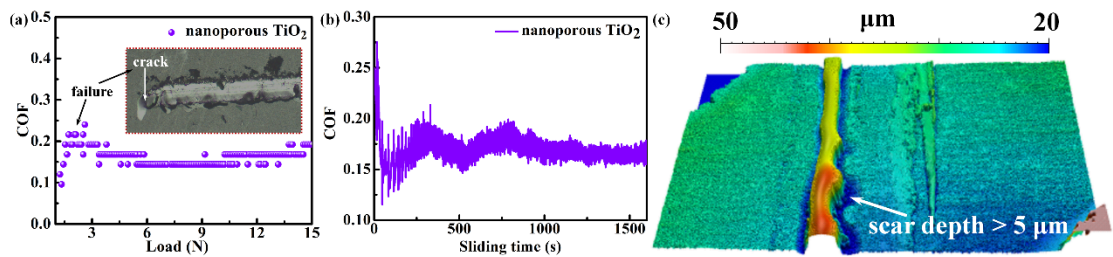 (a)
0.5
0.4
0.3
0.2
0.1
0.0
COF
nanoporous TiO₂
crack
failure
3
6
9
12
15
Load (N)
(b)
0.30
0.25
0.20
0.15
0.10
COF
nanoporous TiO₂
0
500
1000
1500
Sliding time (s)
(c)
50
μm
20
scar depth > 5 μm